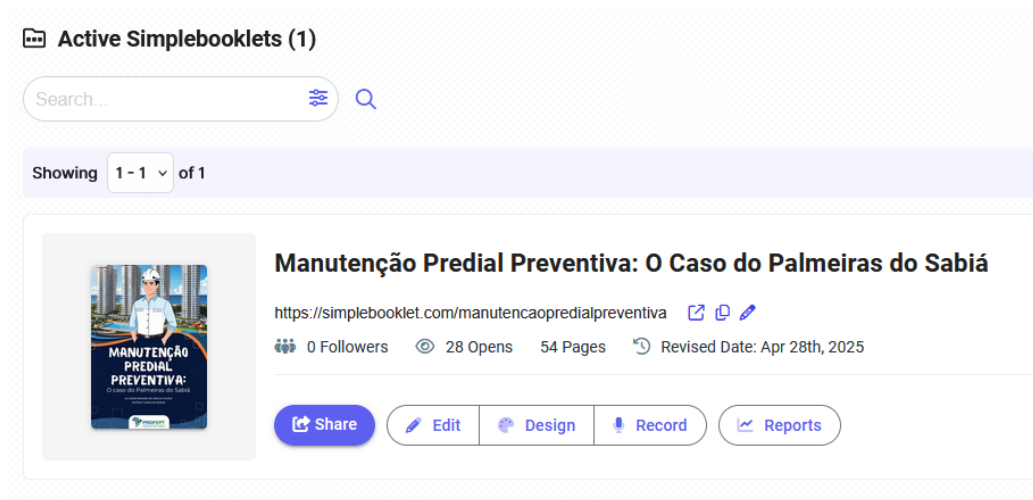 Active Simplebooklets (1)
Search...
Showing 1 - 1 of 1
Manutenção Predial Preventiva: O Caso do Palmeiras do Sabiá
https://simplebooklet.com/manutencaopredialpreventiva
0 Followers 28 Opens 54 Pages Revised Date: Apr 28th, 2025
Share Edit Design Record Reports
MANUTENÇÃO
PREDIAL
PREVENTIVA:
O caso do Palmeiras do Sabiá
PROFEPT